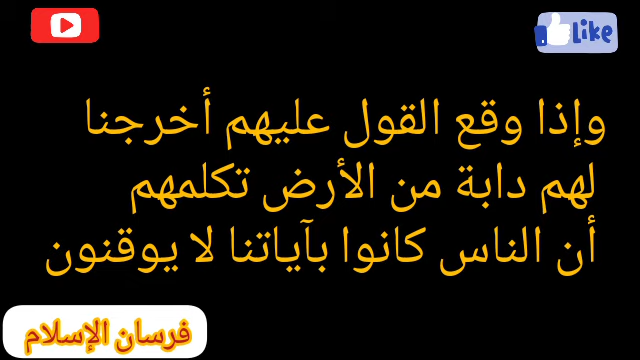 Like
وإذا وقع القول عليهم أخرجنا
لهم دابة من الأرض تكلمهم
أن الناس كانوا بآياتنا لا يوقنون
فرسان الإسلام